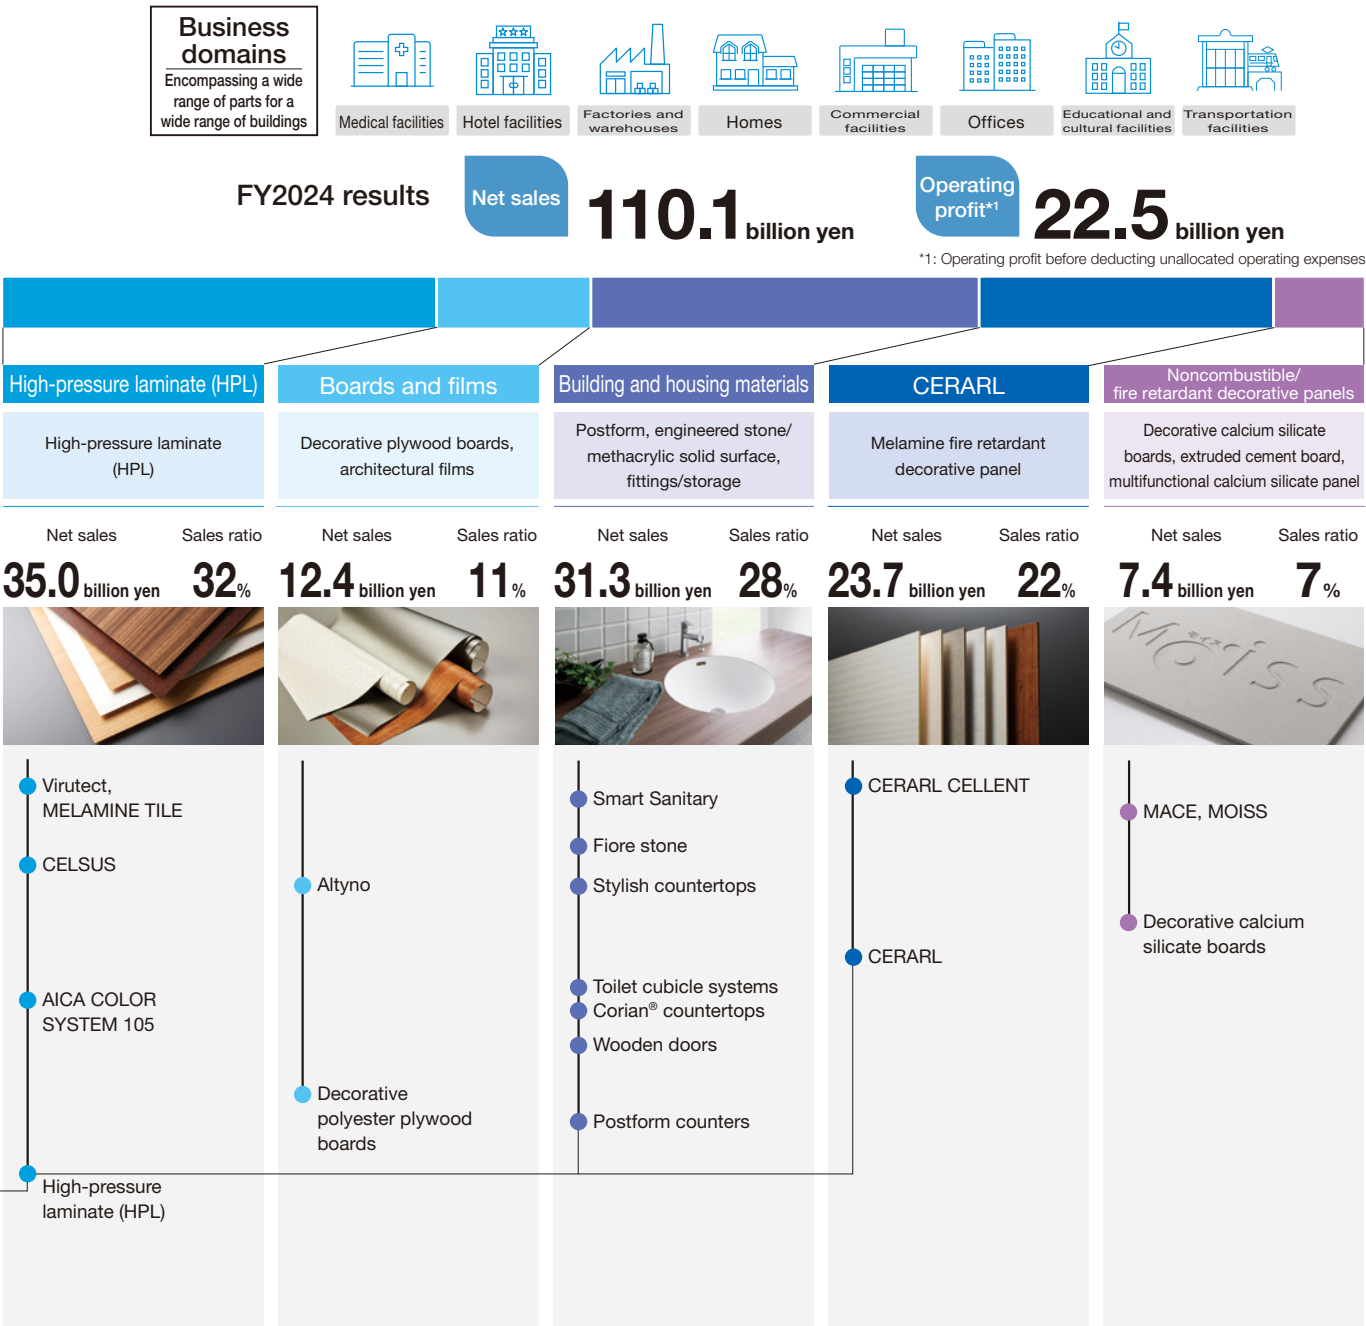 Business
domains
Encompassing a wide
range of parts for a
wide range of buildings
Medical facilities
Hotel facilities
Factories and
warehouses
Homes
Commercial
facilities
Offices
Educational and
cultural facilities
Transportation
facilities
FY2024 results
Net sales
110.1 billion yen
Operating
profit*1
22.5 billion yen
*1: Operating profit before deducting unallocated operating expenses
High-pressure laminate (HPL)
High-pressure laminate
(HPL)
Net sales Sales ratio
35.0 billion yen 32%
Virutect,
MELAMINE TILE
CELSUS
AICA COLOR
SYSTEM 105
High-pressure
laminate (HPL)
Boards and films
Decorative plywood boards,
architectural films
Net sales Sales ratio
12.4 billion yen 11%
Altyno
Decorative
polyester plywood
boards
Building and housing materials
Postform, engineered stone/
methacrylic solid surface,
fittings/storage
Net sales Sales ratio
31.3 billion yen 28%
Smart Sanitary
Fiore stone
Stylish countertops
Toilet cubicle systems
Corian® countertops
Wooden doors
Postform counters
CERARL
Melamine fire retardant
decorative panel
Net sales Sales ratio
23.7 billion yen 22%
CERARL CELLENT
CERARL
Noncombustible/
fire retardant decorative panels
Decorative calcium silicate
boards, extruded cement board,
multifunctional calcium silicate panel
Net sales Sales ratio
7.4 billion yen 7%
モイス
Moiss
MACE, MOISS
Decorative calcium
silicate boards